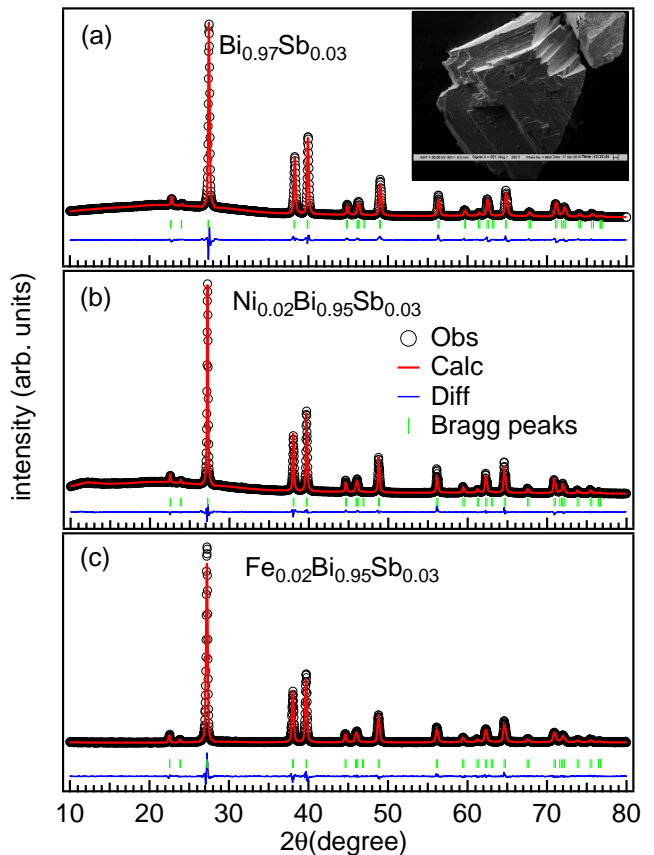 (a)
Bi0.97Sb0.03
(b)
Ni0.02Bi0.95Sb0.03
Obs
Calc
Diff
Bragg peaks
(c)
Fe0.02Bi0.95Sb0.03
intensity (arb. units)
10 20 30 40 50 60 70 80
2θ(degree)